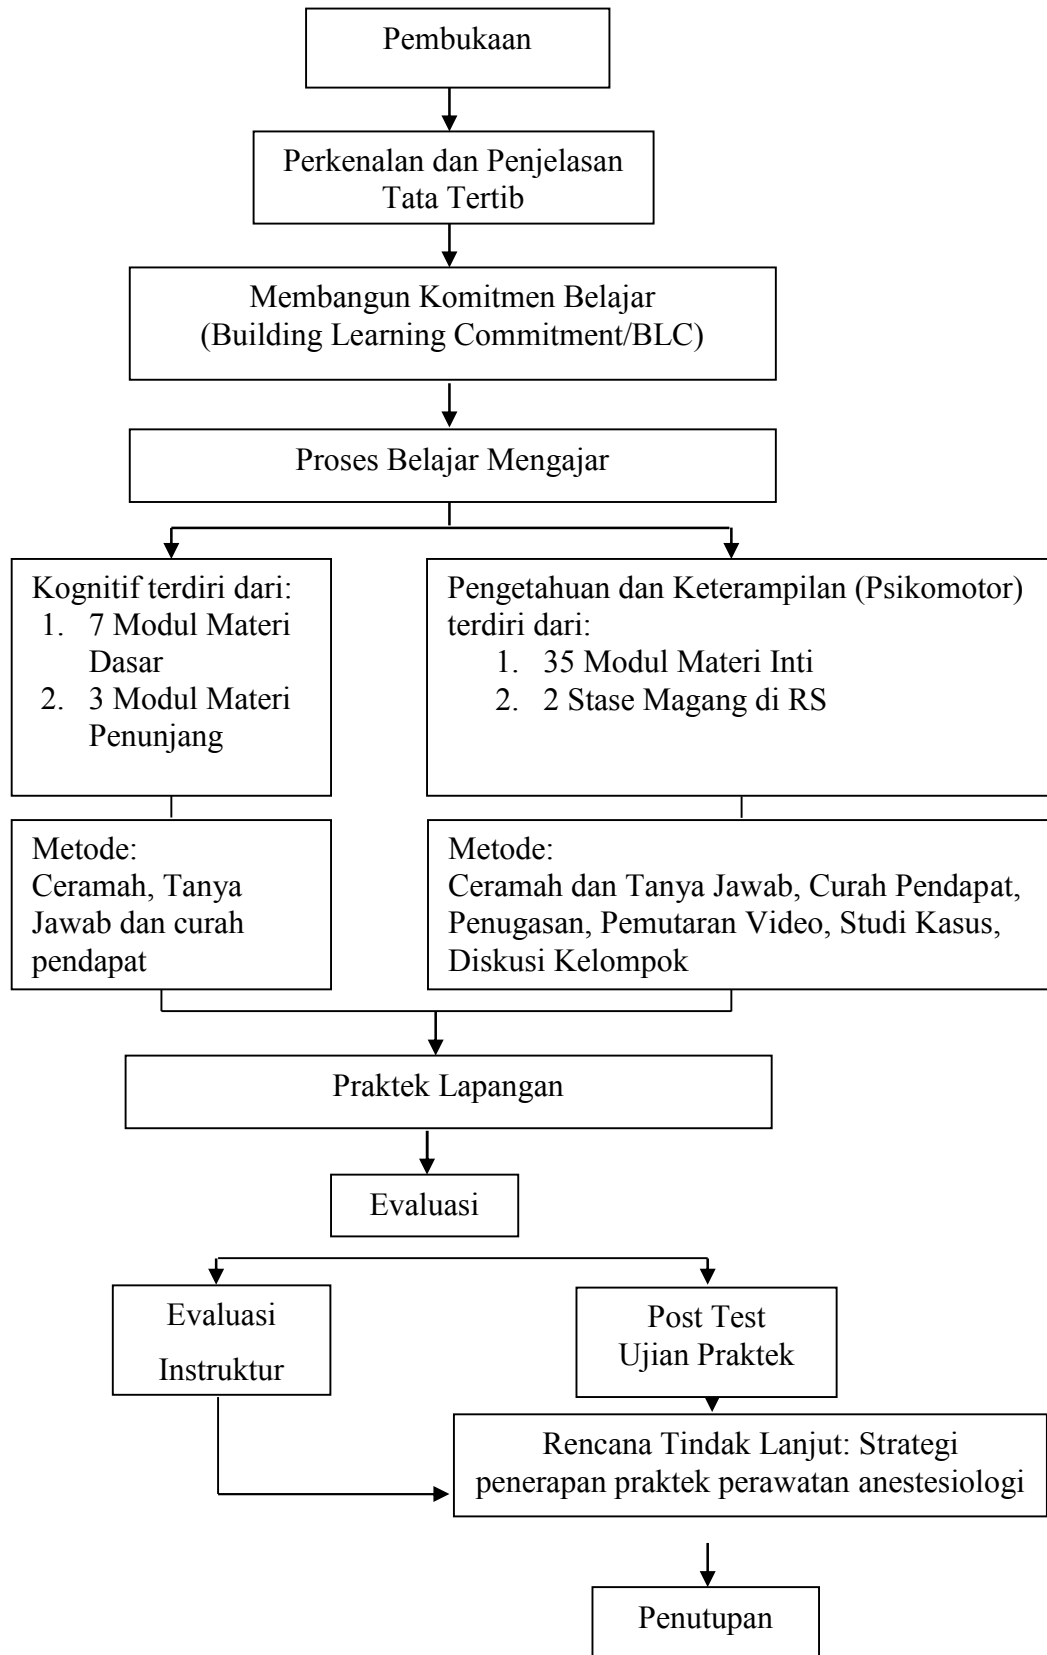 Pembukaan
Perkenalan dan Penjelasan
Tata Tertib
Membangun Komitmen Belajar
(Building Learning Commitment/BLC)
Proses Belajar Mengajar
Kognitif terdiri dari:
1. 7 Modul Materi
Dasar
2. 3 Modul Materi
Penunjang
Pengetahuan dan Keterampilan (Psikomotor)
terdiri dari:
1. 35 Modul Materi Inti
2. 2 Stase Magang di RS
Metode:
Ceramah, Tanya
Jawab dan curah
pendapat
Metode:
Ceramah dan Tanya Jawab, Curah Pendapat,
Penugasan, Pemutaran Video, Studi Kasus,
Diskusi Kelompok
Praktek Lapangan
Evaluasi
Evaluasi
Instruktur
Post Test
Ujian Praktek
Rencana Tindak Lanjut: Strategi
penerapan praktek perawatan anestesiologi
Penutupan